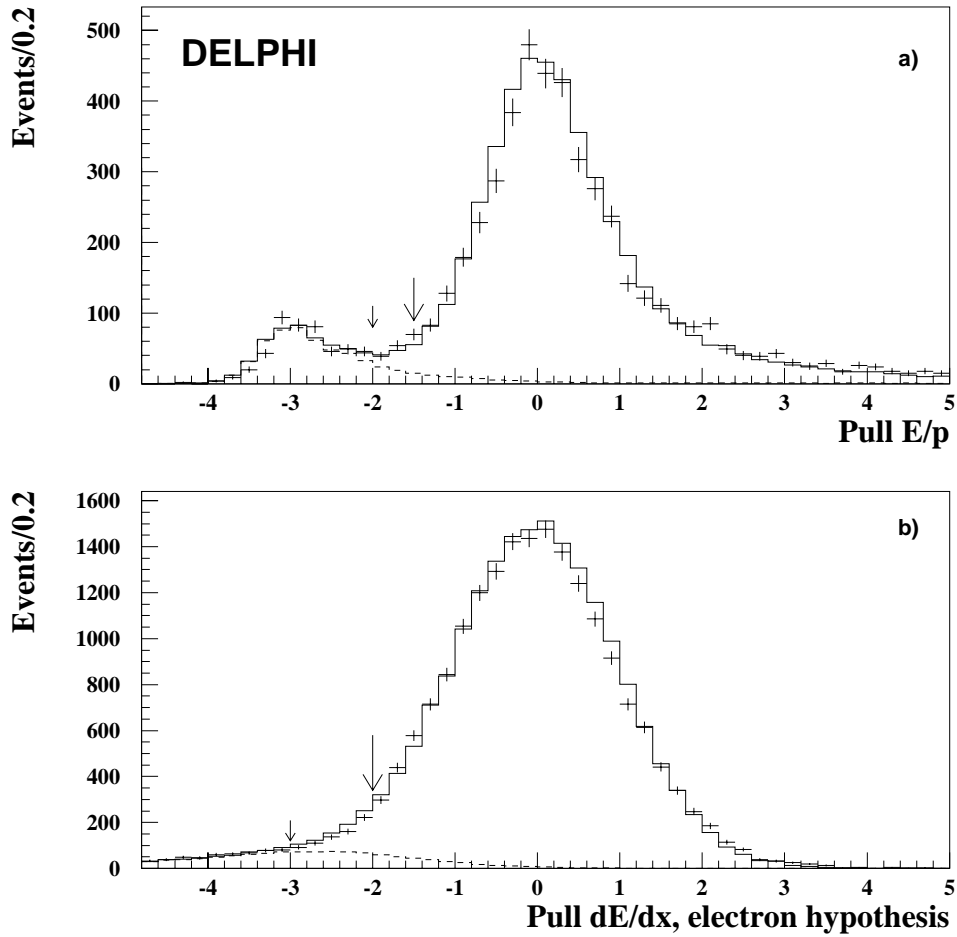 Events/0.2
500
400
300
200
100
0
DELPHI
a)
-4 -3 -2 -1 0 1 2 3 4 5
Pull E/p
Events/0.2
1600
1400
1200
1000
800
600
400
200
0
b)
-4 -3 -2 -1 0 1 2 3 4 5
Pull dE/dx, electron hypothesis